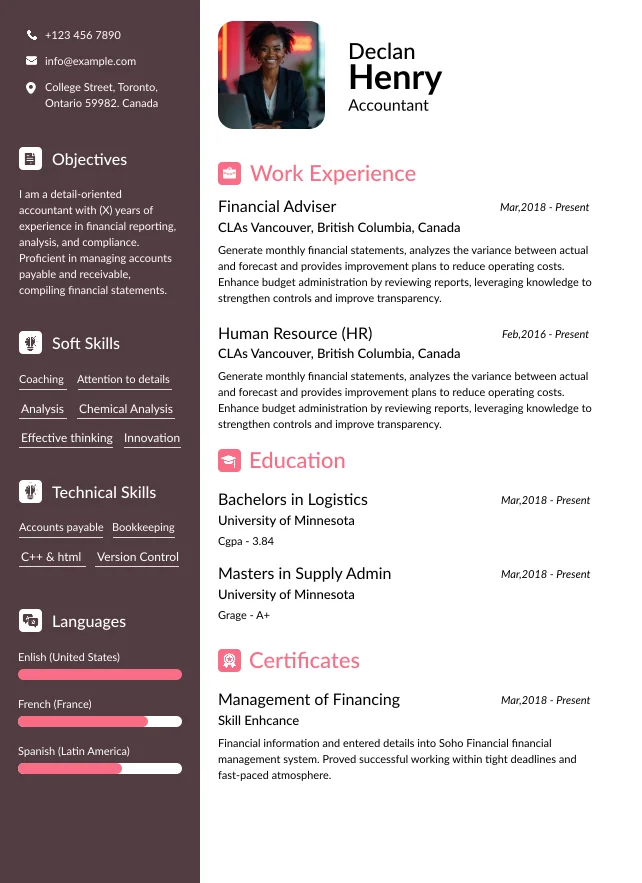 +123 456 7890
info@example.com
College Street, Toronto,
Ontario 59982. Canada
Objectives
I am a detail-oriented
accountant with (X) years of
experience in financial reporting,
analysis, and compliance.
Proficient in managing accounts
payable and receivable,
compiling financial statements.
Soft Skills
Coaching Attention to details
Analysis Chemical Analysis
Effective thinking Innovation
Technical Skills
Accounts payable Bookkeeping
C++ & html Version Control
Languages
Enlish (United States)
French (France)
Spanish (Latin America)
Declan
Henry
Accountant
Work Experience
Financial Adviser Mar,2018 - Present
CLAs Vancouver, British Columbia, Canada
Generate monthly financial statements, analyzes the variance between actual
and forecast and provides improvement plans to reduce operating costs.
Enhance budget administration by reviewing reports, leveraging knowledge to
strengthen controls and improve transparency.
Human Resource (HR) Feb,2016 - Present
CLAs Vancouver, British Columbia, Canada
Generate monthly financial statements, analyzes the variance between actual
and forecast and provides improvement plans to reduce operating costs.
Enhance budget administration by reviewing reports, leveraging knowledge to
strengthen controls and improve transparency.
Education
Bachelors in Logistics Mar,2018 - Present
University of Minnesota
Cgpa - 3.84
Masters in Supply Admin Mar,2018 - Present
University of Minnesota
Grage - A+
Certificates
Management of Financing Mar,2018 - Present
Skill Enhcance
Financial information and entered details into Soho Financial financial
management system. Proved successful working within tight deadlines and
fast-paced atmosphere.